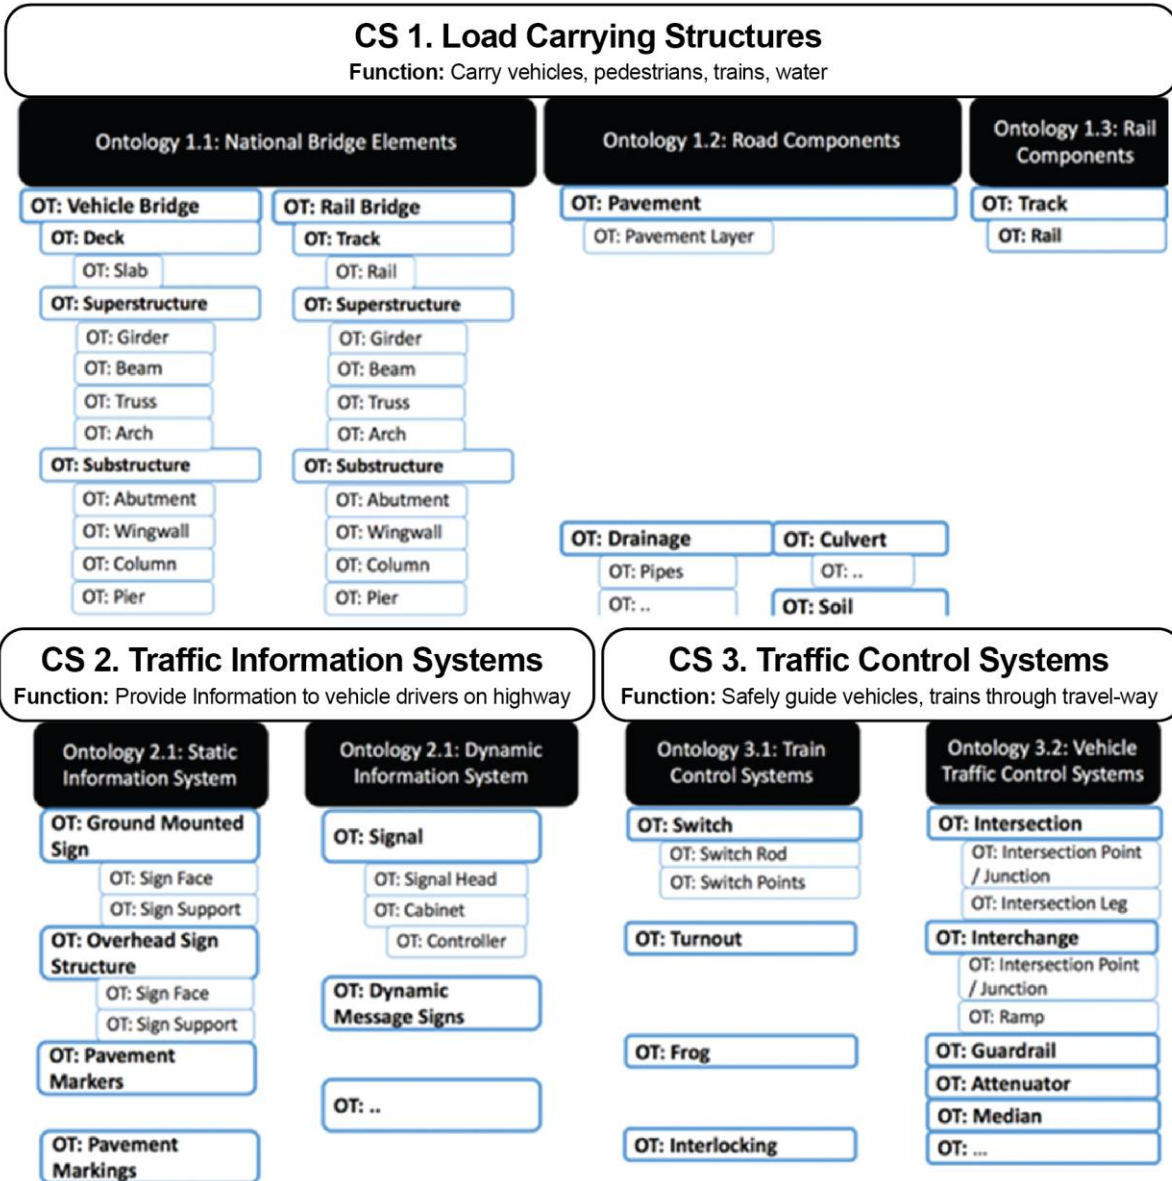 CS 1. Load Carrying Structures
Function: Carry vehicles, pedestrians, trains, water
Ontology 1.1: National Bridge Elements
OT: Vehicle Bridge
OT: Deck
OT: Slab
OT: Superstructure
OT: Girder
OT: Beam
OT: Truss
OT: Arch
OT: Substructure
OT: Abutment
OT: Wingwall
OT: Column
OT: Pier
OT: Rail Bridge
OT: Track
OT: Rail
OT: Superstructure
OT: Girder
OT: Beam
OT: Truss
OT: Arch
OT: Substructure
OT: Abutment
OT: Wingwall
OT: Column
OT: Pier
Ontology 1.2: Road Components
OT: Pavement
OT: Pavement Layer
OT: Drainage
OT: Pipes
OT: ..
OT: Culvert
OT: ..
OT: Soil
Ontology 1.3: Rail
Components
OT: Track
OT: Rail
CS 2. Traffic Information Systems
Function: Provide Information to vehicle drivers on highway
Ontology 2.1: Static
Information System
OT: Ground Mounted
Sign
OT: Sign Face
OT: Sign Support
OT: Overhead Sign
Structure
OT: Sign Face
OT: Sign Support
OT: Pavement
Markers
OT: Pavement
Markings
Ontology 2.1: Dynamic
Information System
OT: Signal
OT: Signal Head
OT: Cabinet
OT: Controller
OT: Dynamic
Message Signs
OT: ..
CS 3. Traffic Control Systems
Function: Safely guide vehicles, trains through travel-way
Ontology 3.1: Train
Control Systems
OT: Switch
OT: Switch Rod
OT: Switch Points
OT: Turnout
OT: Frog
OT: Interlocking
Ontology 3.2: Vehicle
Traffic Control Systems
OT: Intersection
OT: Intersection Point
/ Junction
OT: Intersection Leg
OT: Interchange
OT: Intersection Point
/ Junction
OT: Ramp
OT: Guardrail
OT: Attenuator
OT: Median
OT: ...